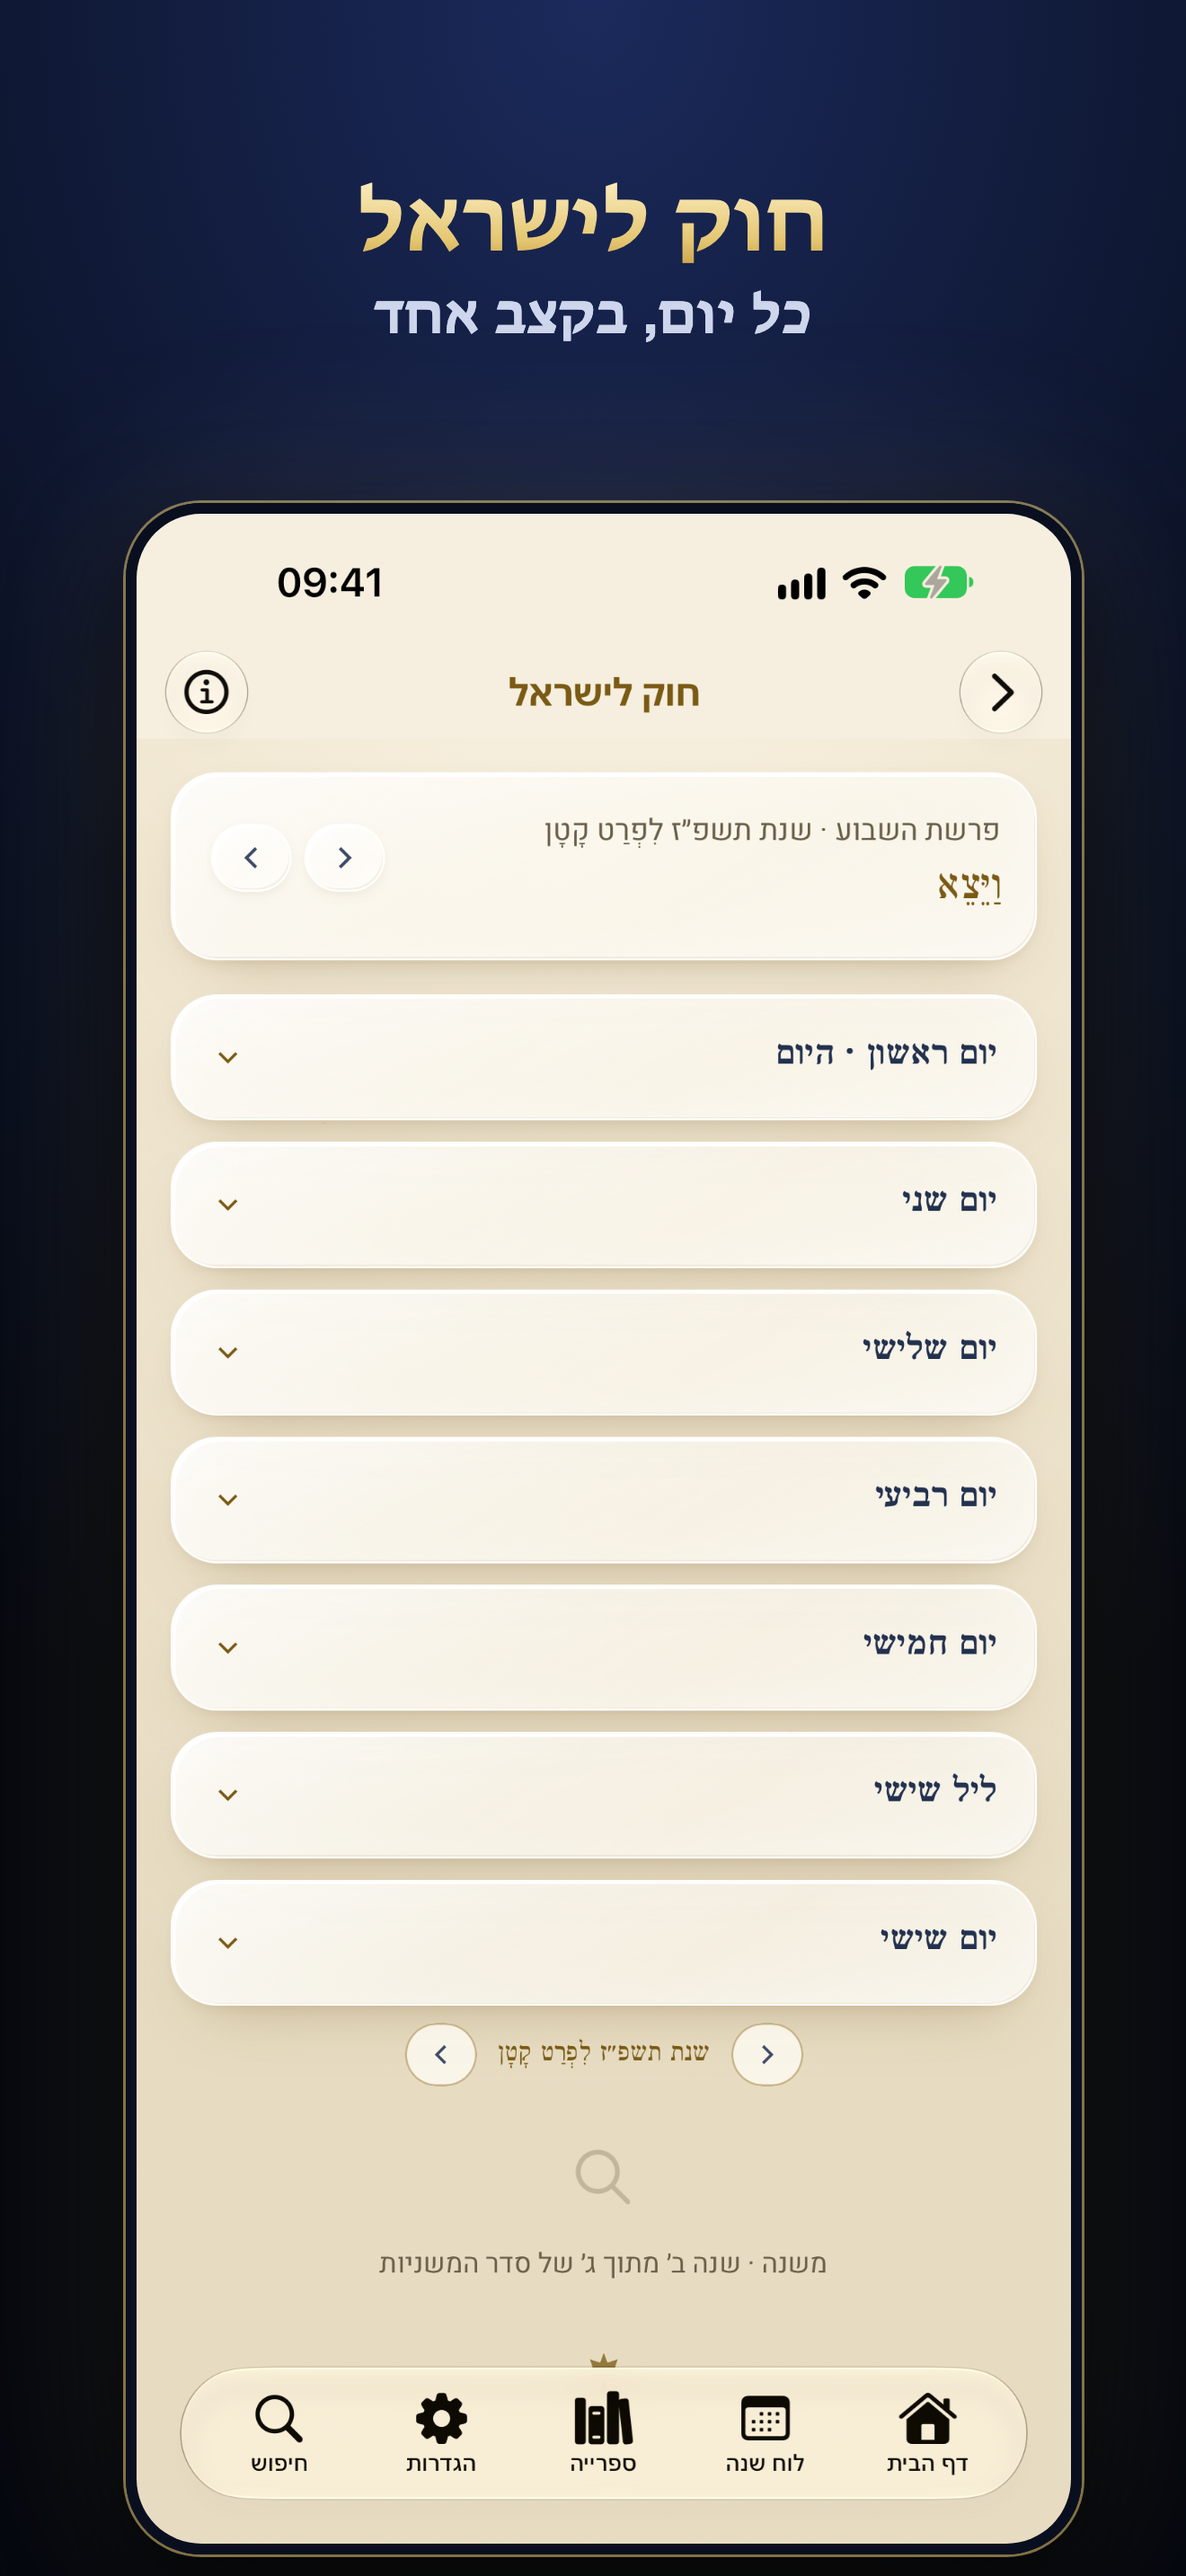 חוק לישראל
כל יום, בקצב אחד
09:41
חוק לישראל
פרשת השבוע · שנת תשפ״ז לִפְרַט קָטָן
וַיֵּצֵא
יום ראשון · היום
יום שני
יום שלישי
יום רביעי
יום חמישי
ליל שישי
יום שישי
שנת תשפ״ז לִפְרַט קָטָן
משנה · שנה ב׳ מתוך ג׳ של סדר המשניות
דף הבית לוח שנה ספרייה הגדרות חיפוש